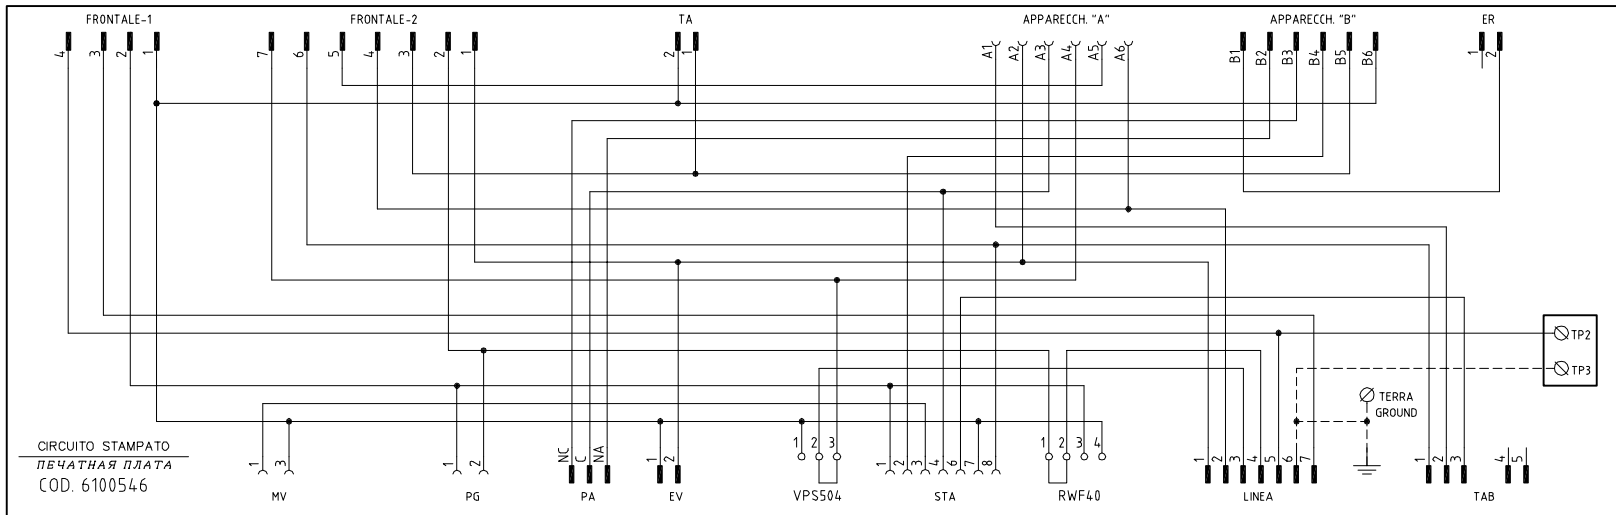 FRONTALE-1 FRONTALE-2 TA APPARECCH. "A" APPARECCH. "B" ER
4 3 2 1 7 6 5 4 3 2 1 2 1 A1 A2 A3 A4 A5 A6 B1 B2 B3 B4 B5 B6 1 2
TP2
TP3
TERRA
GROUND
CIRCUITO STAMPATO
ПЕЧАТНАЯ ПЛАТА
COD. 6100546
1 3 1 2 NC C NA 1 2 1 2 3 1 2 3 4 5 6 7 8 1 2 3 4 1 2 3 4 5 6 7 1 2 3 4 5
MV PG PA EV VPS504 STA RWF40 LINEA TAB